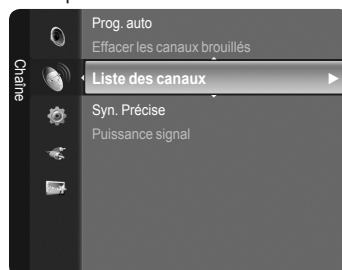 Chaîne
Prog. auto
Effacer les canaux brouillés
Liste des canaux
Syn. Précise
Puissance signal